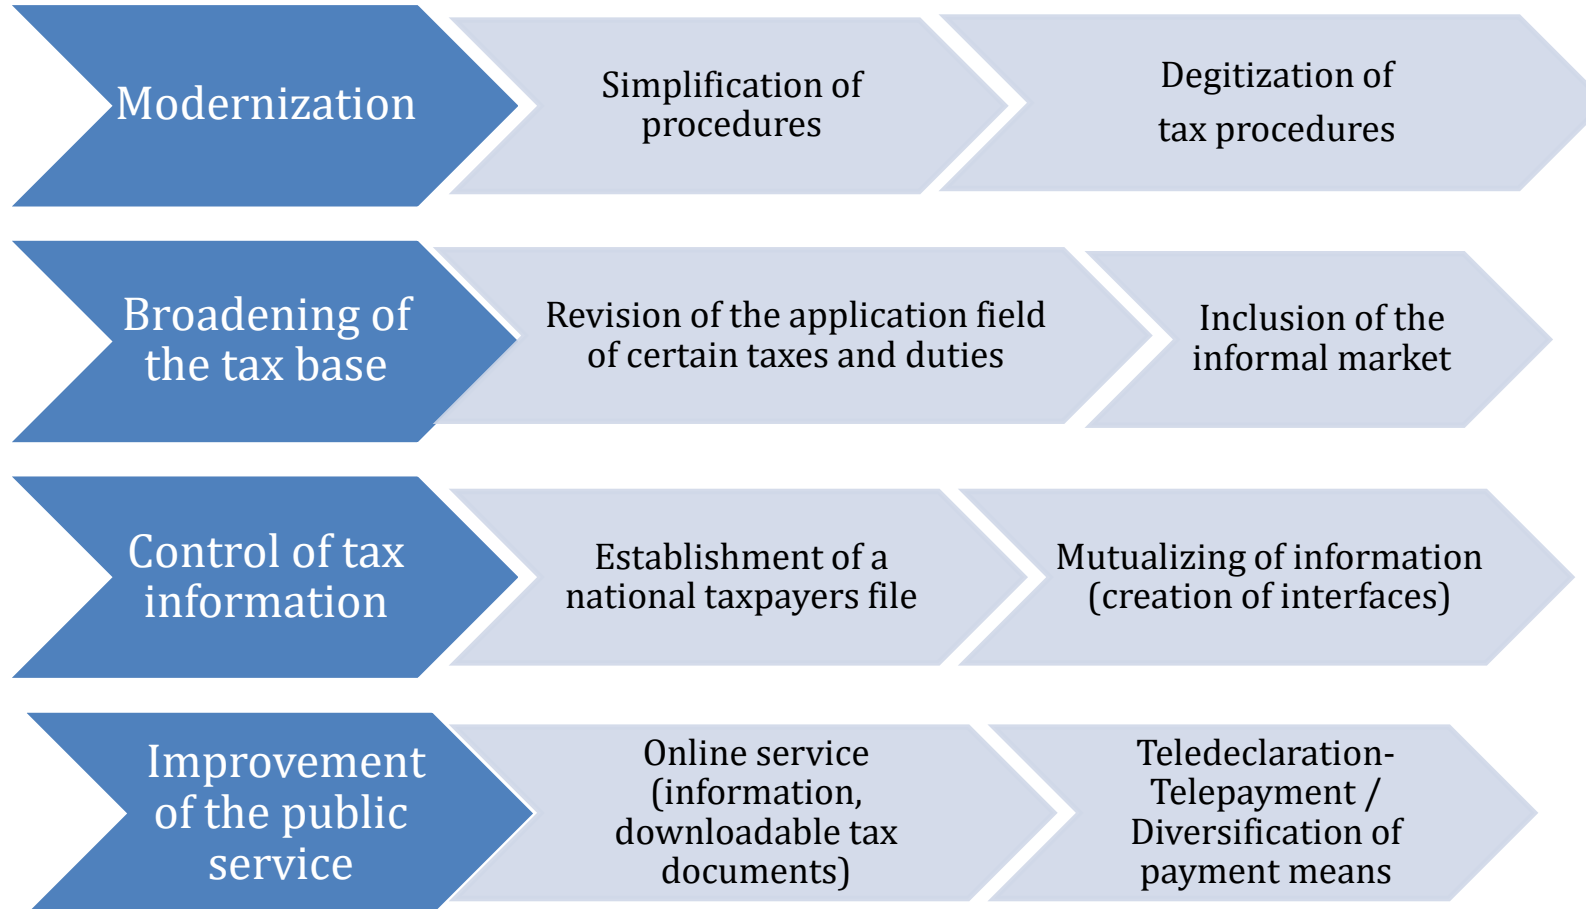 Modernization
Simplification of
procedures
Degitization of
tax procedures
Broadening of
the tax base
Revision of the application field
of certain taxes and duties
Inclusion of the
informal market
Control of tax
information
Establishment of a
national taxpayers file
Mutualizing of information
(creation of interfaces)
Improvement
of the public
service
Online service
(information,
downloadable tax
documents)
Teledeclaration-
Telepayment /
Diversification of
payment means